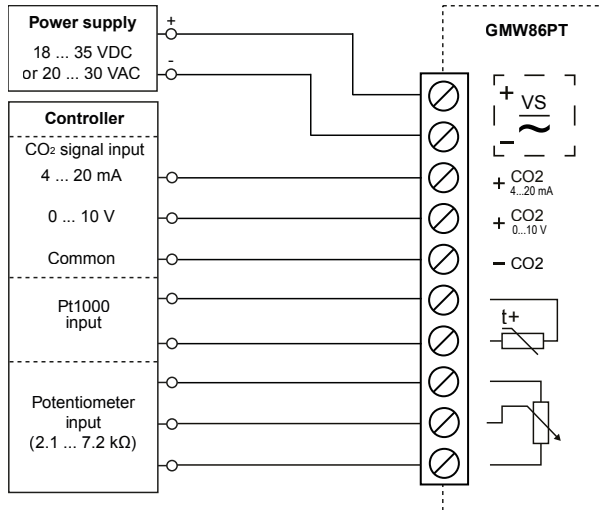 Power supply
18 ... 35 VDC
or 20 ... 30 VAC
+
-
Controller
CO2 signal input
4 ... 20 mA
0 ... 10 V
Common
Pt1000
input
Potentiometer
input
(2.1 ... 7.2 kΩ)
GMW86PT
+ VS
~
–
+ CO2
4...20 mA
+ CO2
0...10 V
– CO2
t+